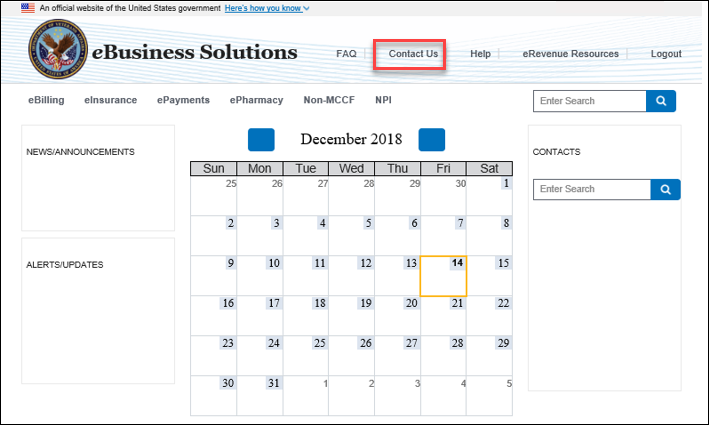 An official website of the United States government Here's how you know
eBusiness Solutions
FAQ Contact Us Help eRevenue Resources Logout
eBilling eInsurance ePayments ePharmacy Non-MCCF NPI
Enter Search
NEWS/ANNOUNCEMENTS
ALERTS/UPDATES
December 2018
Sun Mon Tue Wed Thu Fri Sat
25 26 27 28 29 30 1
2 3 4 5 6 7 8
9 10 11 12 13 14 15
16 17 18 19 20 21 22
23 24 25 26 27 28 29
30 31 1 2 3 4 5
CONTACTS
Enter Search